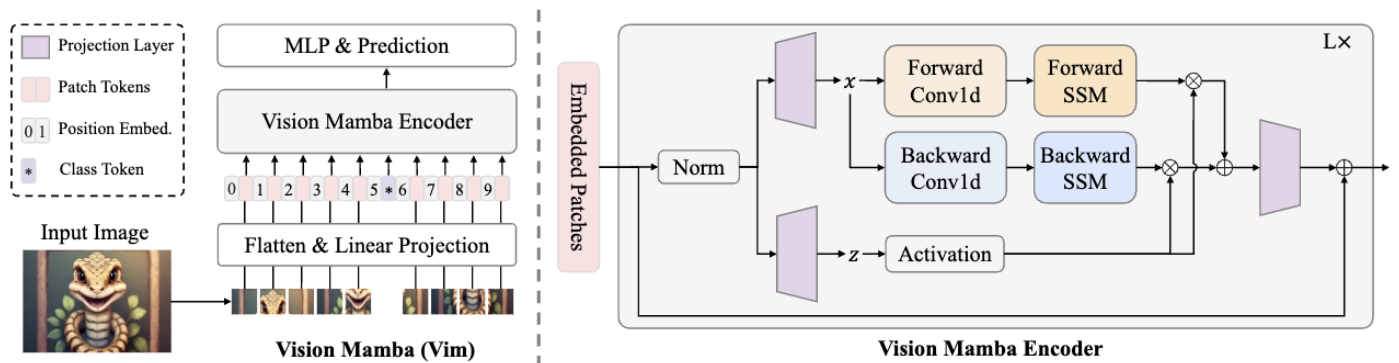 Projection Layer
Patch Tokens
0 1 Position Embed.
* Class Token
MLP & Prediction
Vision Mamba Encoder
0 1 2 3 4 5 * 6 7 8 9
Flatten & Linear Projection
Input Image
Vision Mamba (Vim)
L×
Embedded Patches
Norm
x
Forward
Conv1d
Forward
SSM
Backward
Conv1d
Backward
SSM
z
Activation
Vision Mamba Encoder